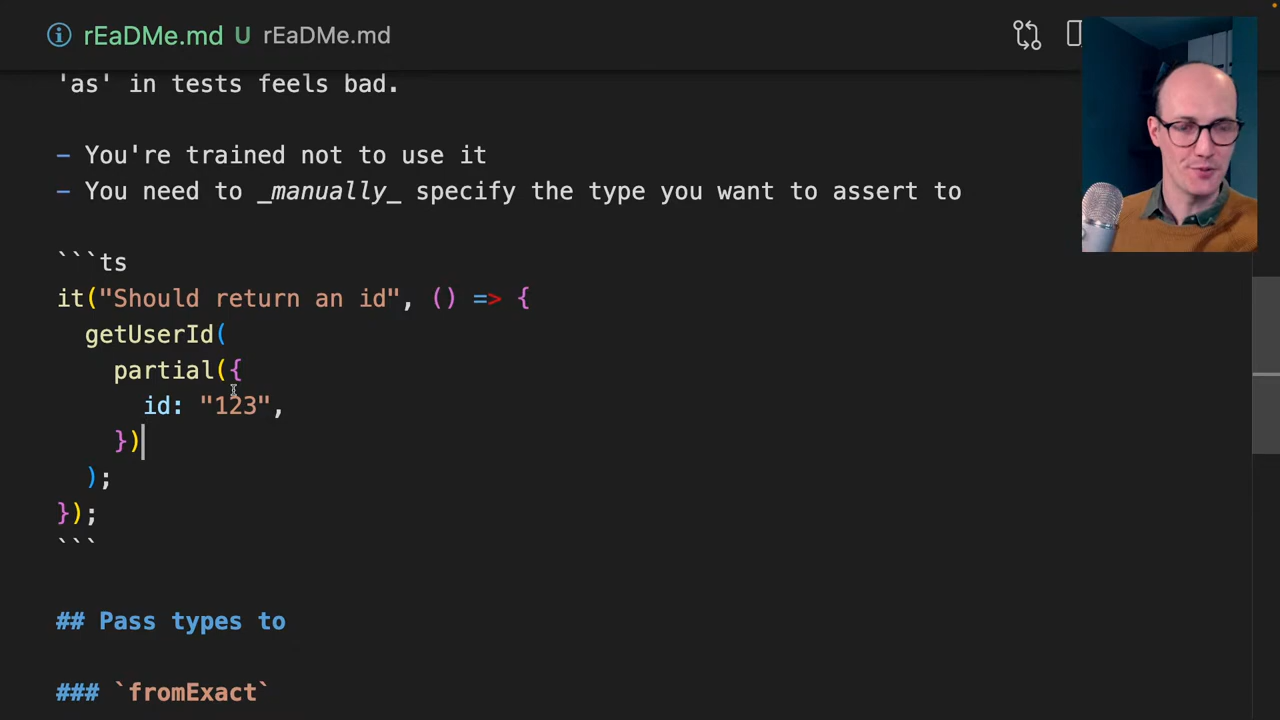 rEaDMe.md U rEaDMe.md
'as' in tests feels bad.
- You're trained not to use it
- You need to _manually_ specify the type you want to assert to
```ts
it("Should return an id", () => {
  getUserId(
    partial({
      id: "123",
    })
  );
});
```
## Pass types to
### `fromExact`